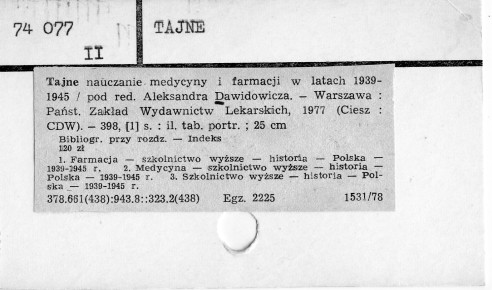 74 077
II
TAJNE
Tajne nauczanie medycyny i farmacji w latach 1939-
1945 / pod red. Aleksandra Dawidowicza. — Warszawa :
Państ. Zakład Wydawnictw Lekarskich, 1977 (Ciesz :
CDW). — 398, [1] s. : il. tab. portr. ; 25 cm
Bibliogr. przy rozdz. — Indeks
120 zł
1. Farmacja — szkolnictwo wyższe — historia — Polska —
1939-1945 r. 2. Medycyna — szkolnictwo wyższe — historia —
Polska — 1939-1945 r. 3. Szkolnictwo wyższe — historia — Pol-
ska — 1939-1945 r.
378.661(438):943.8::323.2(438) Egz. 2225 1531/78